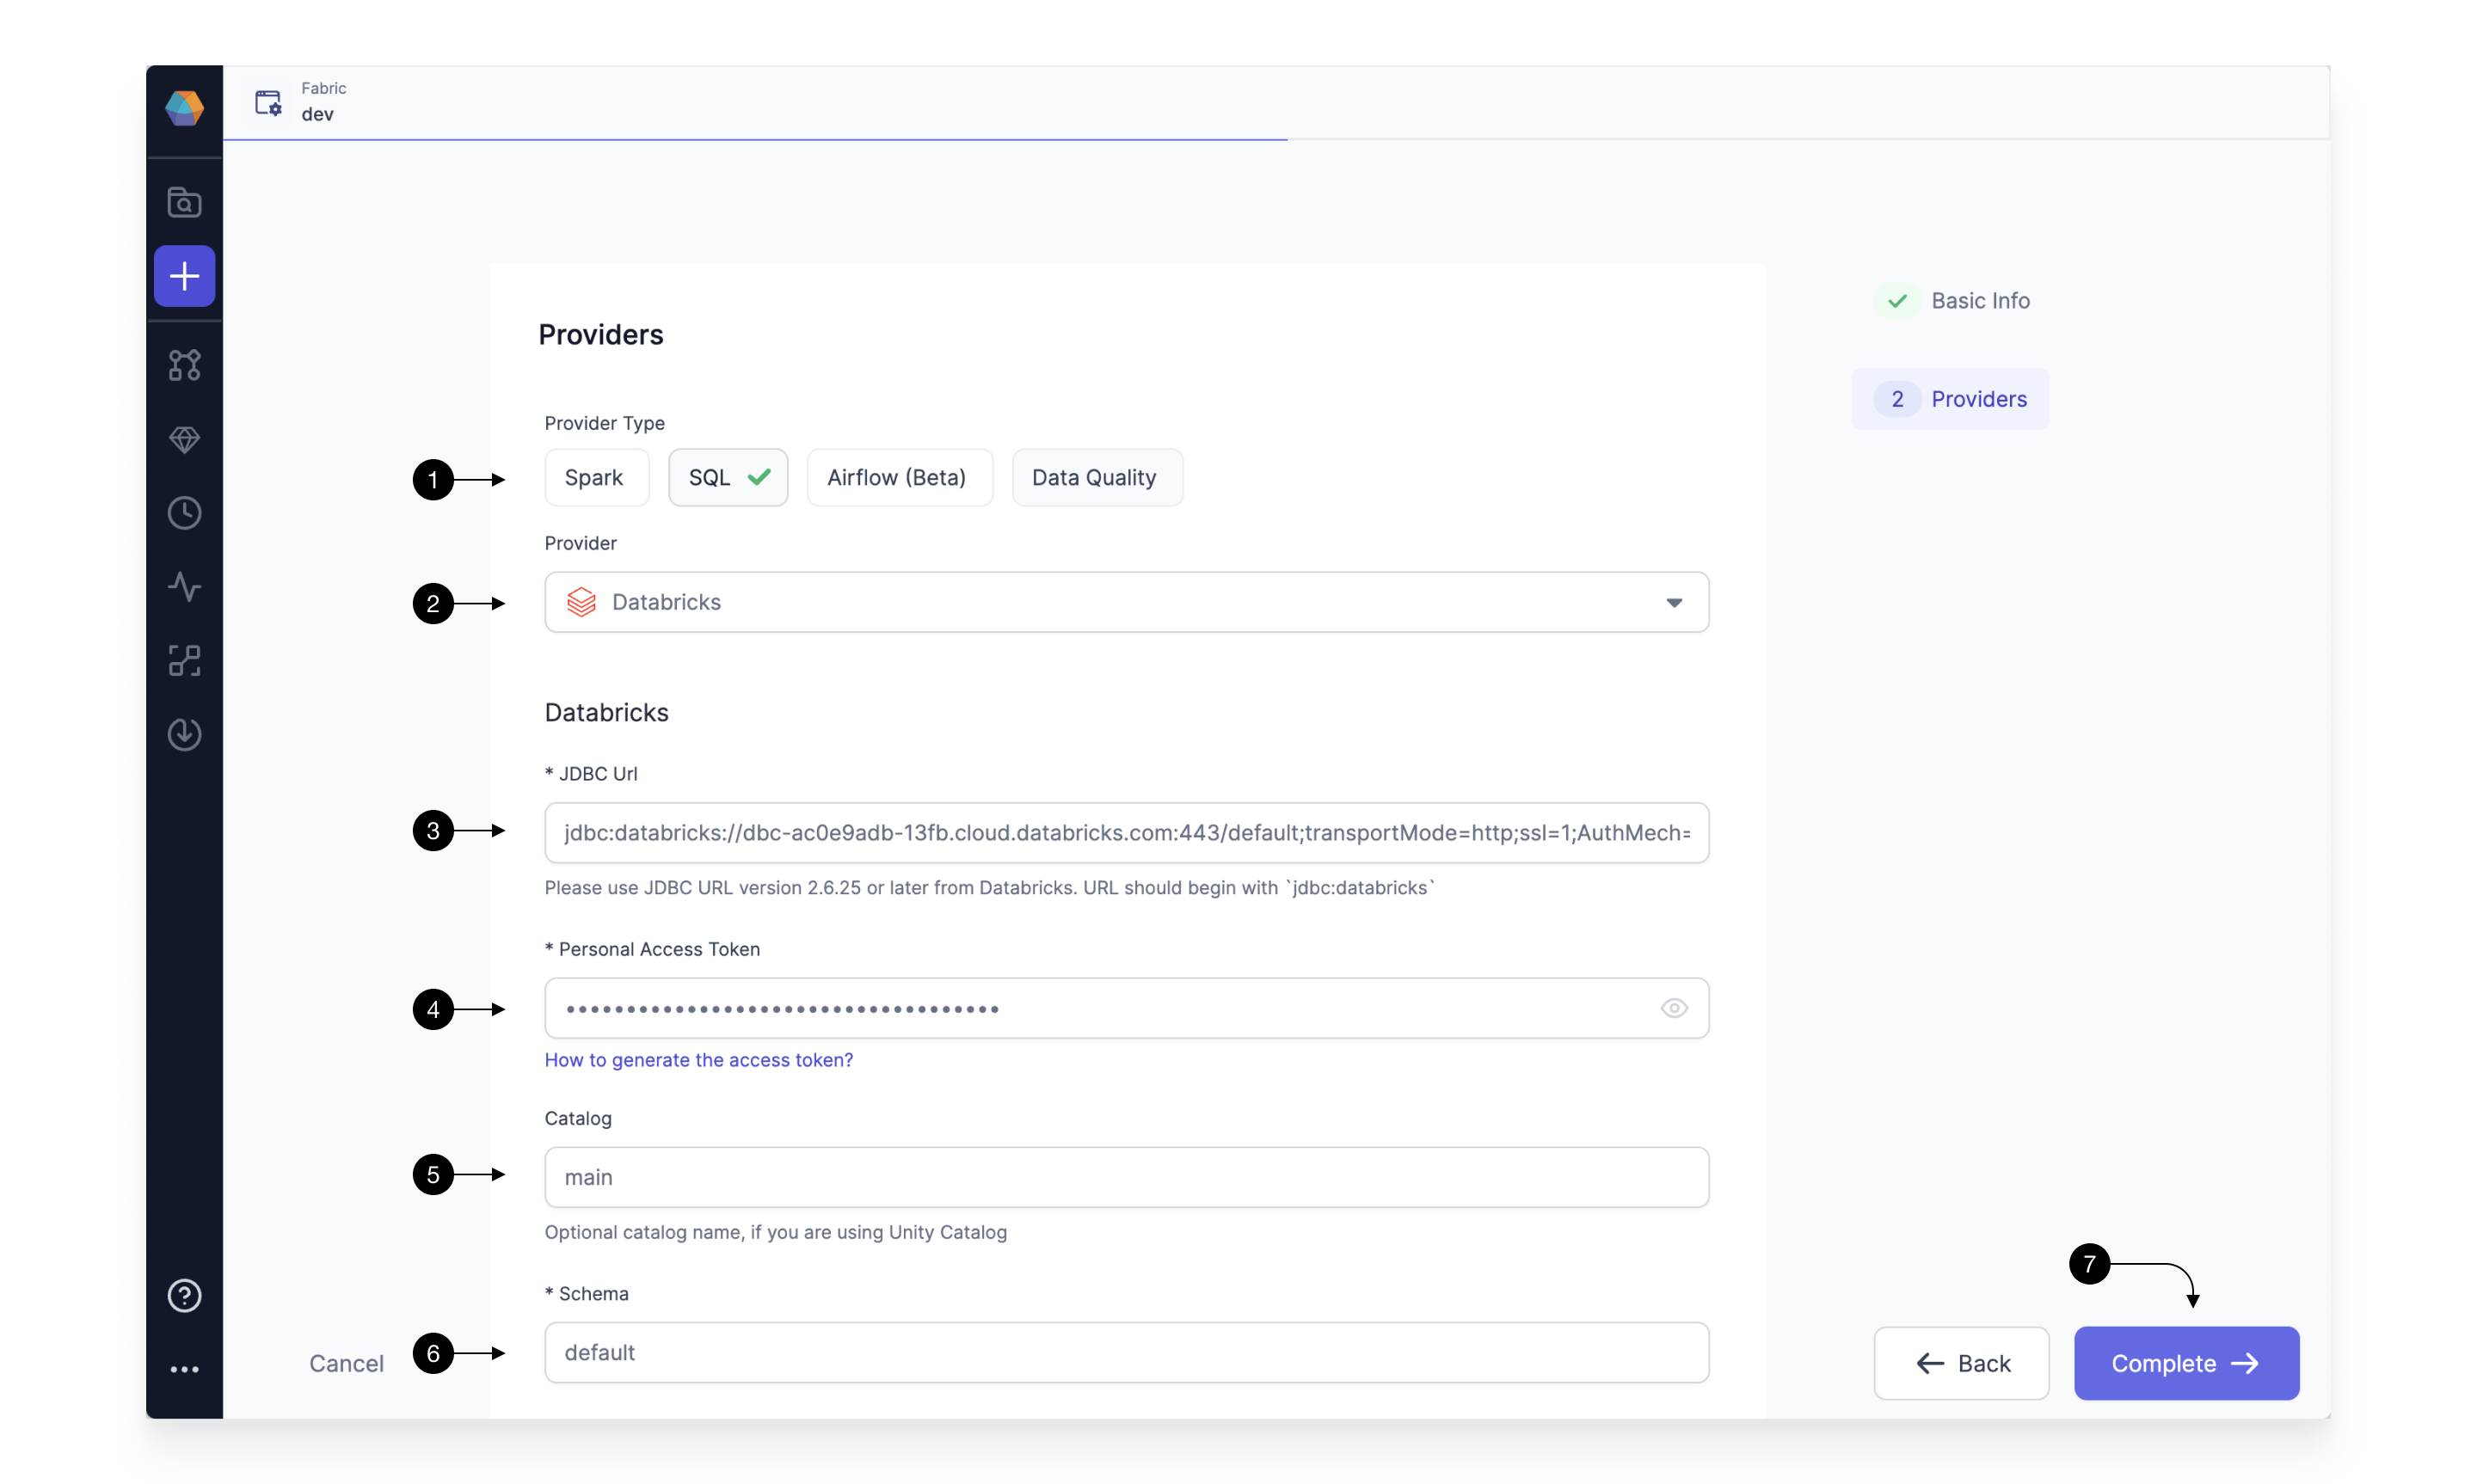 Fabric
dev
Providers
Basic Info
2 Providers
Provider Type
1
Spark
SQL
Airflow (Beta)
Data Quality
Provider
2
Databricks
Databricks
* JDBC Url
3
jdbc:databricks://dbc-ac0e9adb-13fb.cloud.databricks.com:443/default;transportMode=http;ssl=1;AuthMech=
Please use JDBC URL version 2.6.25 or later from Databricks. URL should begin with `jdbc:databricks`
* Personal Access Token
4
How to generate the access token?
Catalog
5
main
Optional catalog name, if you are using Unity Catalog
* Schema
6
default
Cancel
7
Back
Complete